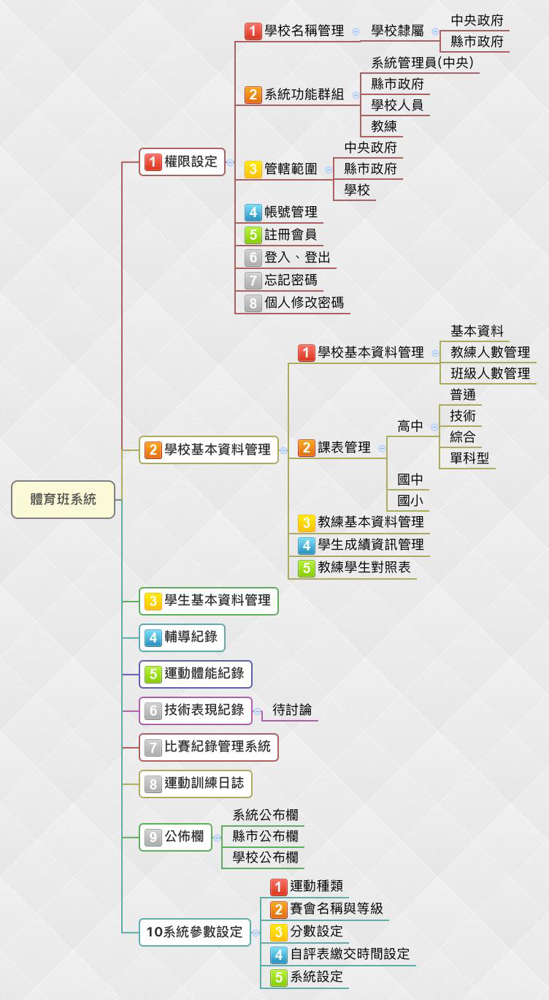 體育班系統
1 權限設定
1 學校名稱管理
學校隸屬
中央政府
縣市政府
2 系統功能群組
系統管理員(中央)
縣市政府
學校人員
教練
3 管轄範圍
中央政府
縣市政府
學校
4 帳號管理
5 註冊會員
6 登入、登出
7 忘記密碼
8 個人修改密碼
2 學校基本資料管理
1 學校基本資料管理
基本資料
教練人數管理
班級人數管理
2 課表管理
高中
普通
技術
綜合
單科型
國中
國小
3 教練基本資料管理
4 學生成績資訊管理
5 教練學生對照表
3 學生基本資料管理
4 輔導紀錄
5 運動體能紀錄
6 技術表現紀錄
待討論
7 比賽紀錄管理系統
8 運動訓練日誌
9 公佈欄
系統公布欄
縣市公布欄
學校公布欄
10系統參數設定
1 運動種類
2 賽會名稱與等級
3 分數設定
4 自評表繳交時間設定
5 系統設定